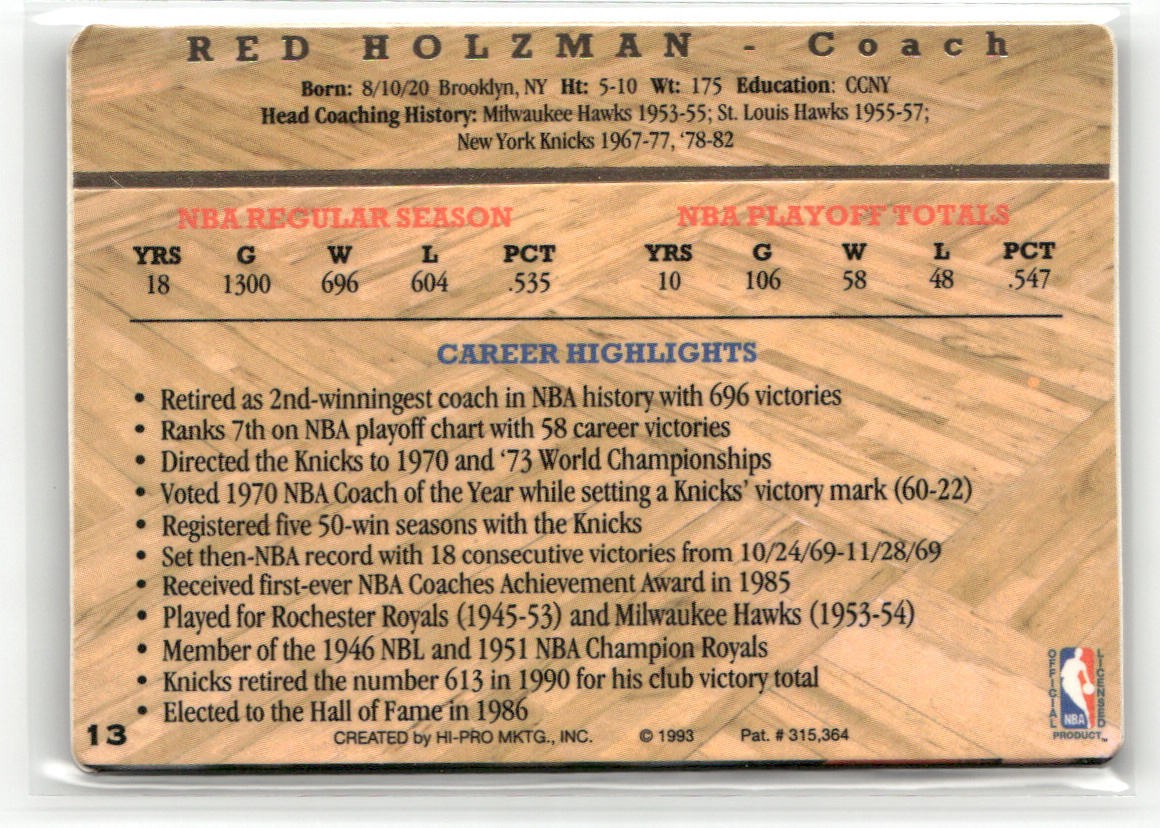 RED HOLZMAN - Coach
Born: 8/10/20 Brooklyn, NY Ht: 5-10 Wt: 175 Education: CCNY
Head Coaching History: Milwaukee Hawks 1953-55; St. Louis Hawks 1955-57;
New York Knicks 1967-77, ‘78-82
NBA REGULAR SEASON NBA PLAYOFF TOTALS
YRS G W L PCT YRS G W L PCT
18 1300 696 604 .535 10 106 58 48 .547
CAREER HIGHLIGHTS
• Retired as 2nd-winningest coach in NBA history with 696 victories
• Ranks 7th on NBA playoff chart with 58 career victories
• Directed the Knicks to 1970 and ‘73 World Championships
• Voted 1970 NBA Coach of the Year while setting a Knicks’ victory mark (60-22)
• Registered five 50-win seasons with the Knicks
• Set then-NBA record with 18 consecutive victories from 10/24/69-11/28/69
• Received first-ever NBA Coaches Achievement Award in 1985
• Played for Rochester Royals (1945-53) and Milwaukee Hawks (1953-54)
• Member of the 1946 NBL and 1951 NBA Champion Royals
• Knicks retired the number 613 in 1990 for his club victory total
• Elected to the Hall of Fame in 1986
13 CREATED by HI-PRO MKTG., INC. © 1993 Pat. # 315,364
OFFICIAL LICENSED
NBA
PRODUCT™